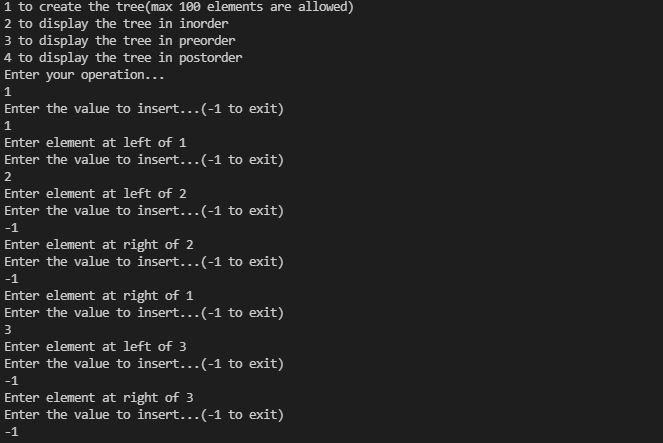 1 to create the tree(max 100 elements are allowed)
2 to display the tree in inorder
3 to display the tree in preorder
4 to display the tree in postorder
Enter your operation...
1
Enter the value to insert...(-1 to exit)
1
Enter element at left of 1
Enter the value to insert...(-1 to exit)
2
Enter element at left of 2
Enter the value to insert...(-1 to exit)
-1
Enter element at right of 2
Enter the value to insert...(-1 to exit)
-1
Enter element at right of 1
Enter the value to insert...(-1 to exit)
3
Enter element at left of 3
Enter the value to insert...(-1 to exit)
-1
Enter element at right of 3
Enter the value to insert...(-1 to exit)
-1